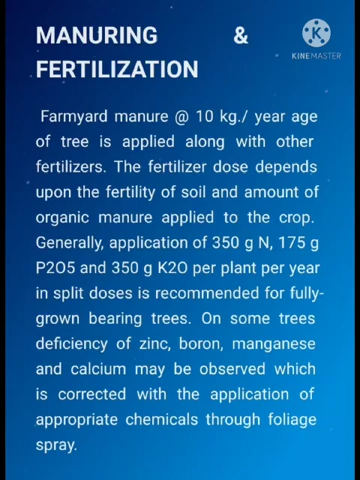 MANURING &
FERTILIZATION
K
KINEMASTER
Farmyard manure @ 10 kg./ year age
of tree is applied along with other
fertilizers. The fertilizer dose depends
upon the fertility of soil and amount of
organic manure applied to the crop.
Generally, application of 350 g N, 175 g
P2O5 and 350 g K2O per plant per year
in split doses is recommended for fully-
grown bearing trees. On some trees
deficiency of zinc, boron, manganese
and calcium may be observed which
is corrected with the application of
appropriate chemicals through foliage
spray.